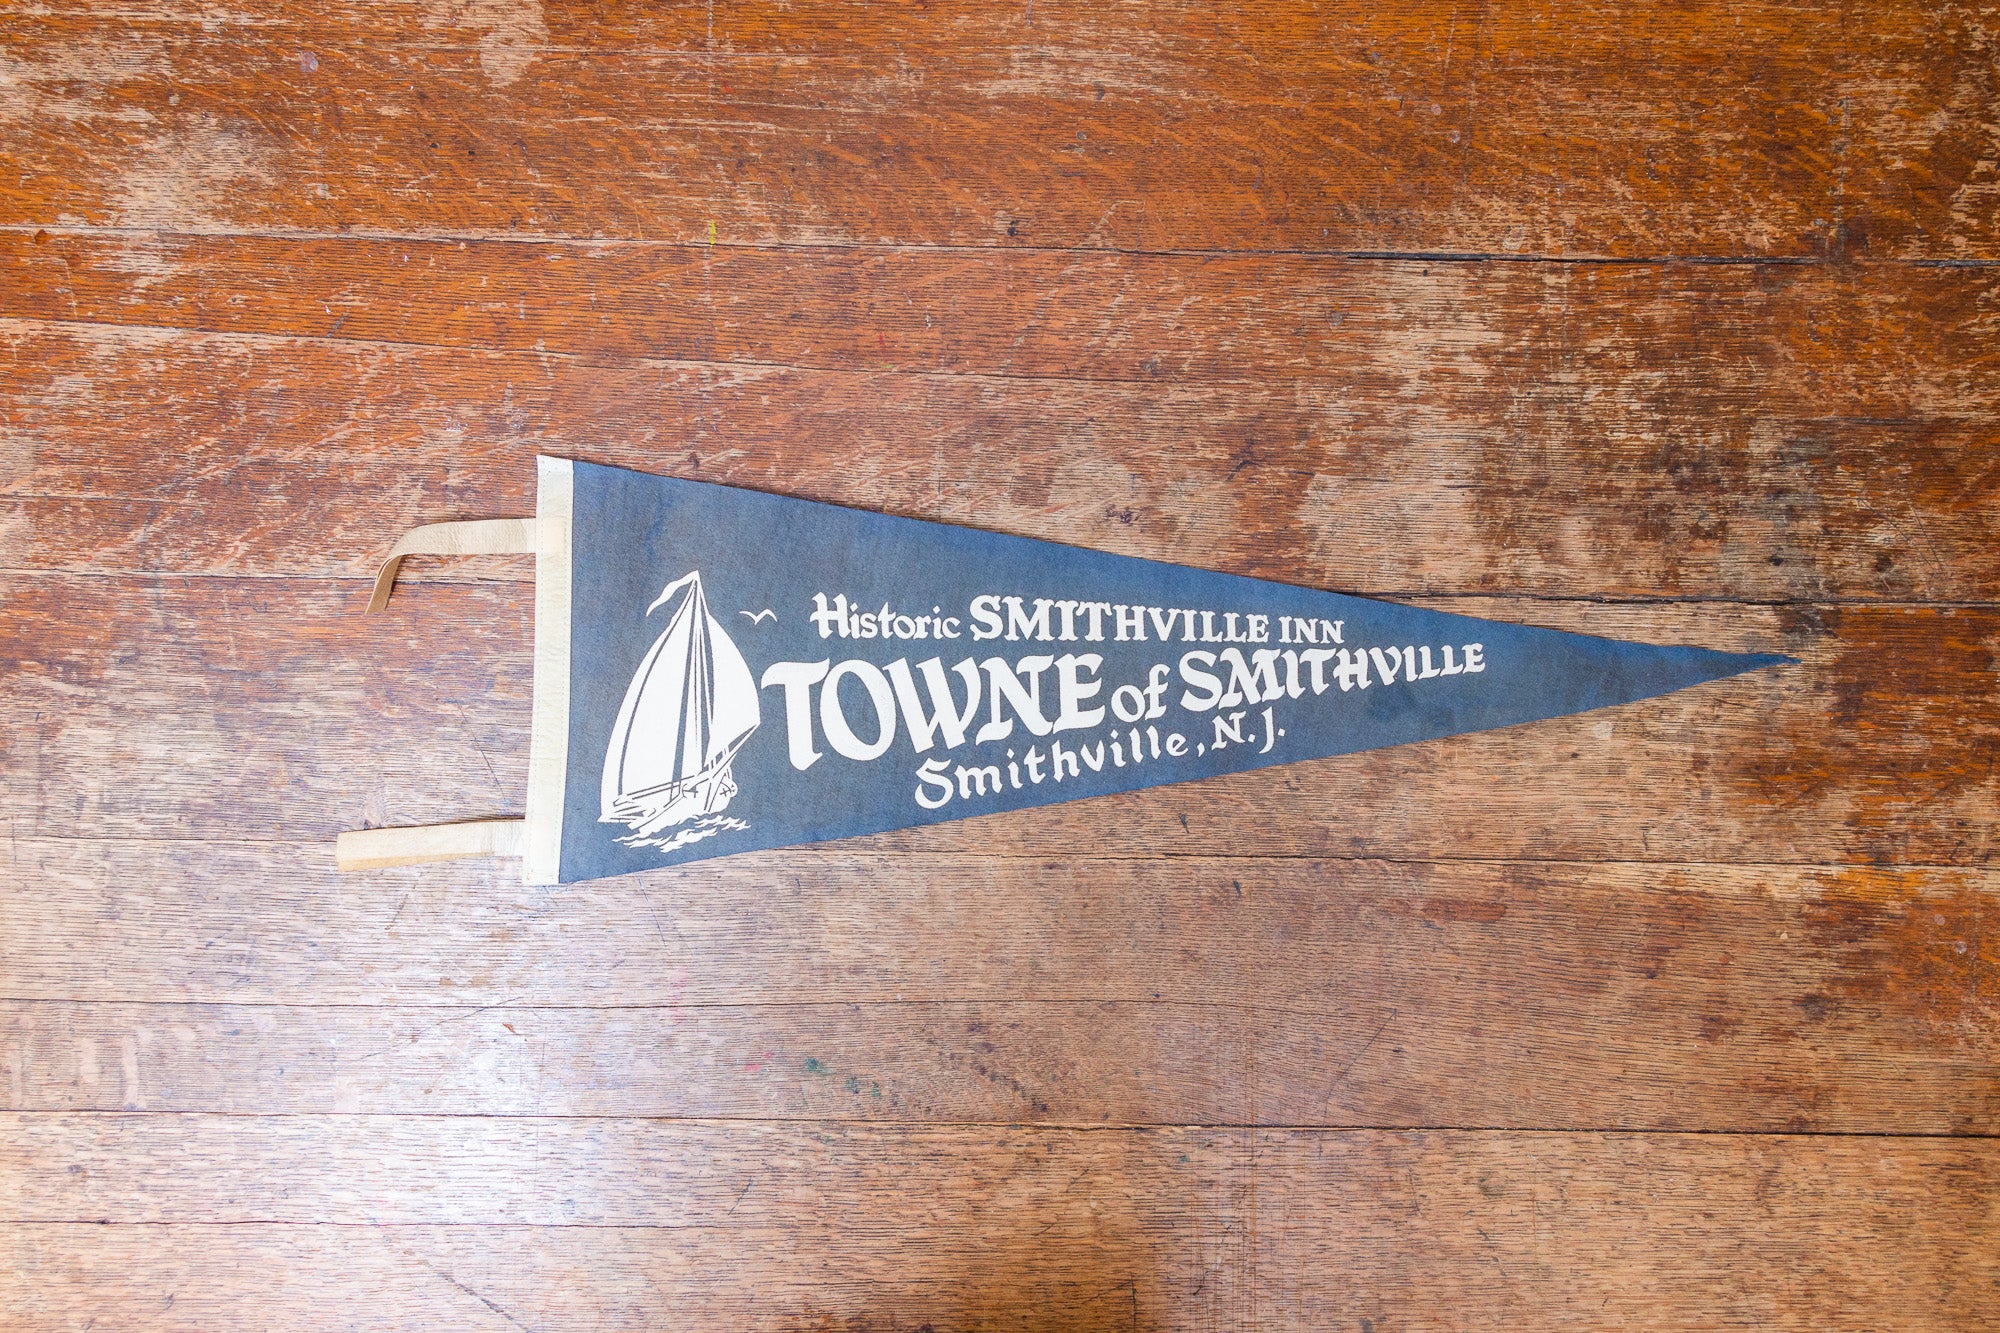 Historic SMITHVILLE INN
TOWNE of SMITHVILLE
Smithville, N.J.